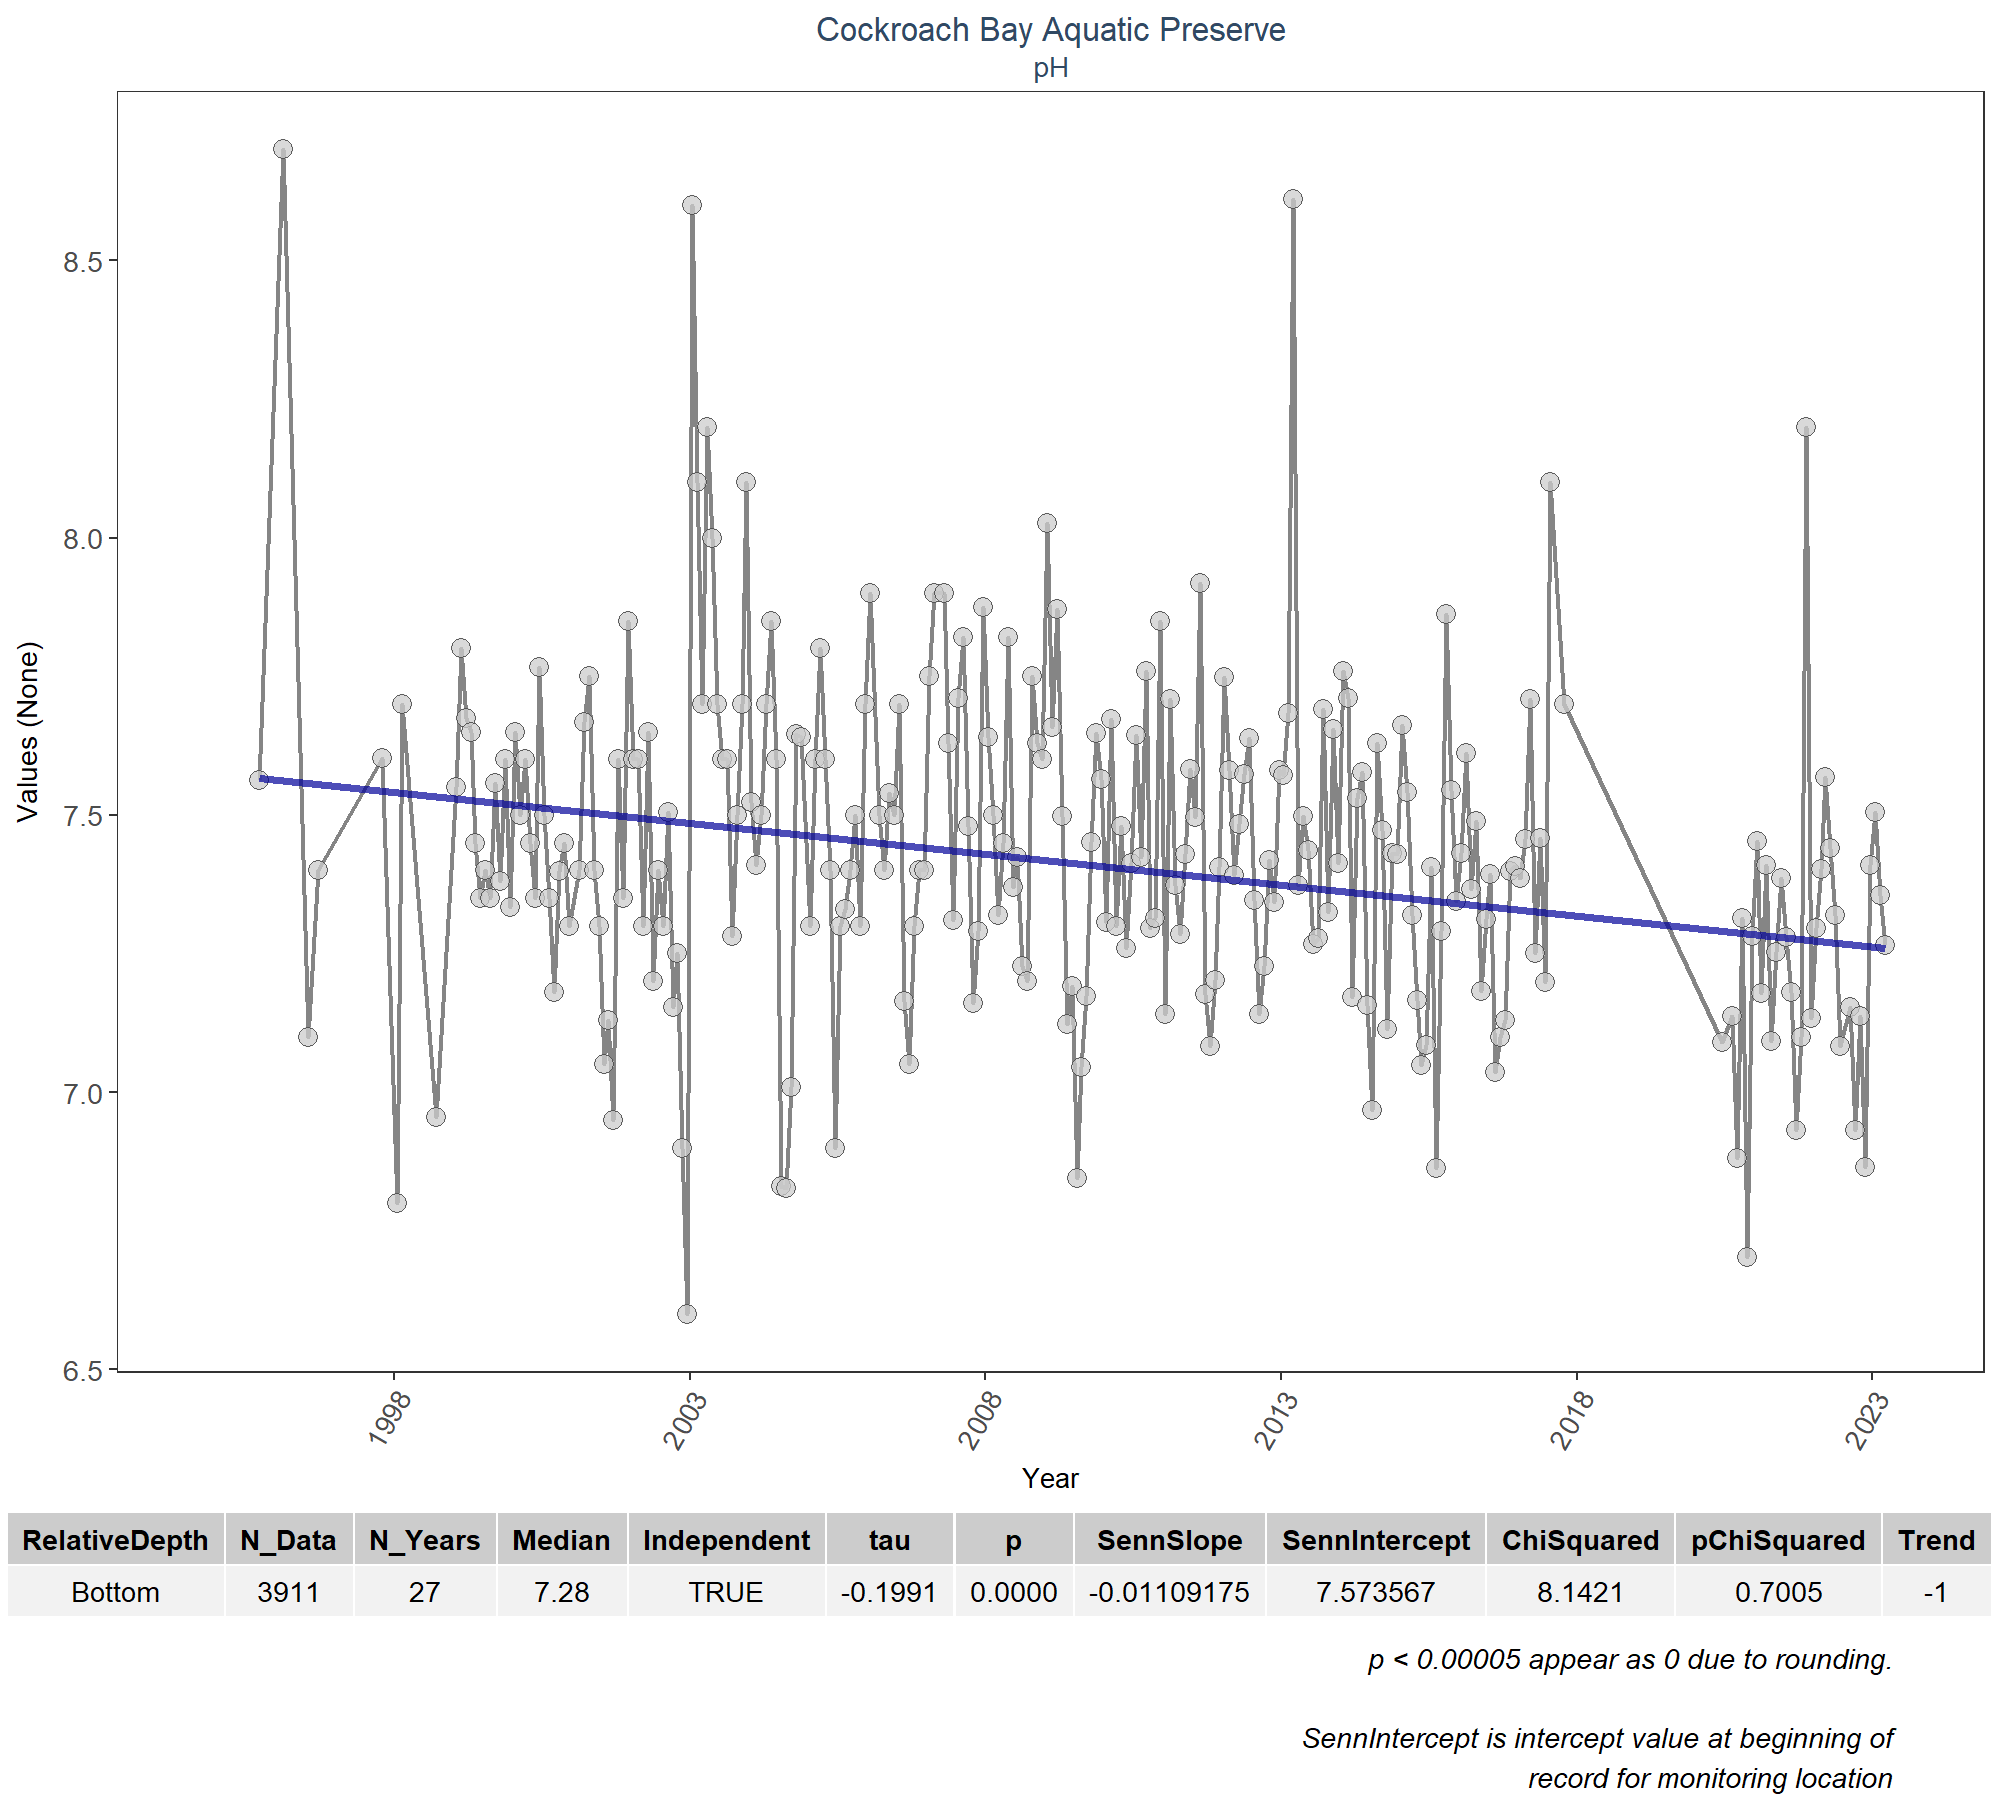 Cockroach Bay Aquatic Preserve
pH
Values (None)
8.5
8.0
7.5
7.0
6.5
1998 2003 2008 2013 2018 2023
Year
RelativeDepth N_Data N_Years Median Independent tau p SennSlope SennIntercept ChiSquared pChiSquared Trend
Bottom 3911 27 7.28 TRUE -0.1991 0.0000 -0.01109175 7.573567 8.1421 0.7005 -1
p < 0.00005 appear as 0 due to rounding.
SennIntercept is intercept value at beginning of
record for monitoring location